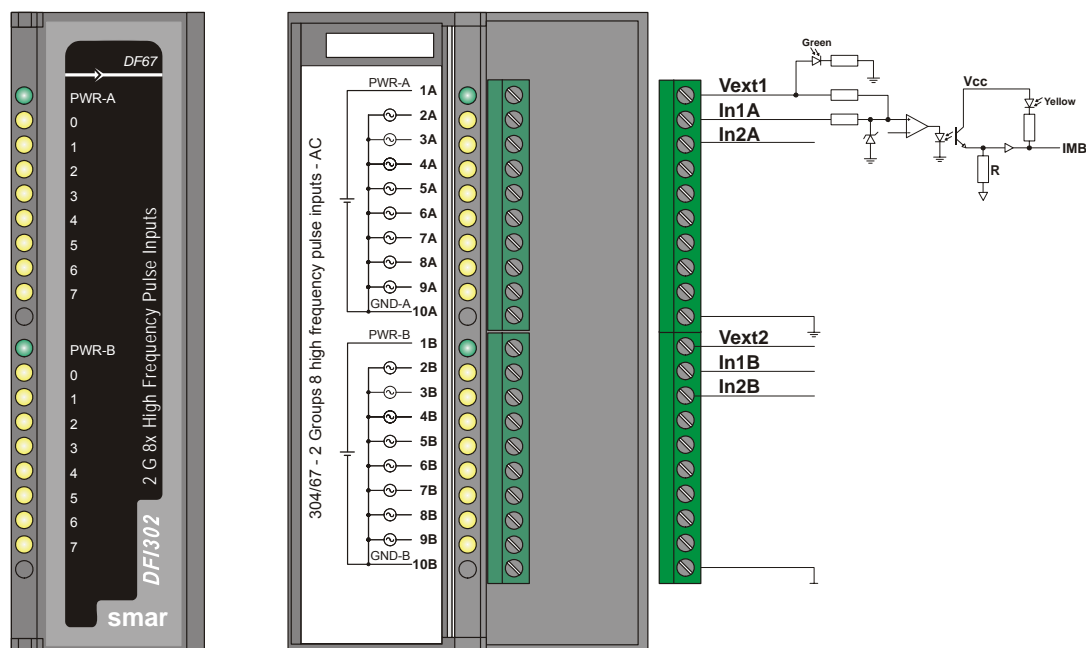 DF67
PWR-A
0
1
2
3
4
5
6
7
PWR-B
0
1
2
3
4
5
6
7
2 G 8x High Frequency Pulse Inputs
DFI302
smar
304/67 - 2 Groups 8 high frequency pulse inputs - AC
PWR-A
1A
2A
3A
4A
5A
6A
7A
8A
9A
GND-A
10A
PWR-B
1B
2B
3B
4B
5B
6B
7B
8B
9B
GND-B
10B
Vext1
In1A
In2A
Vext2
In1B
In2B
Green
Vcc
Yellow
IMB
R